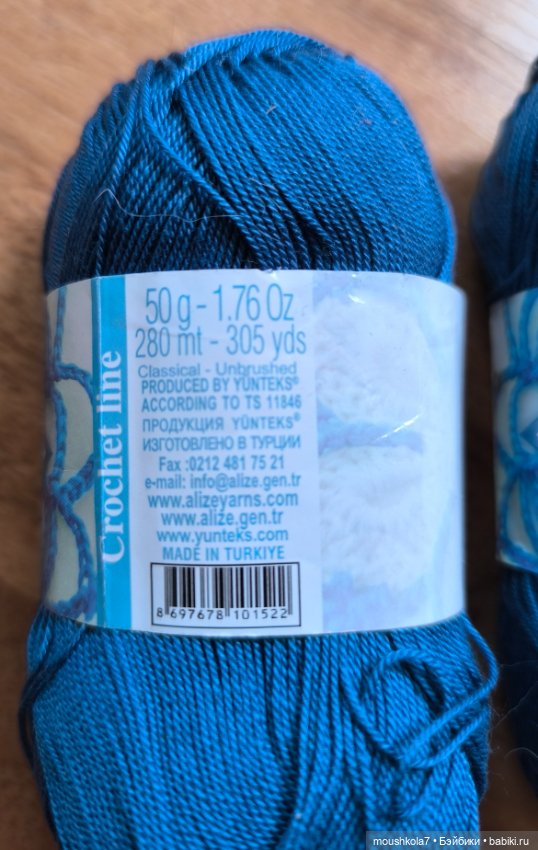 Crochet line
50 g - 1.76 Oz
280 mt - 305 yds
Classical - Unbrushed
PRODUCED BY YÜNTEKS®
ACCORDING TO TS 11846
ПРОДУКЦИЯ YÜNTEKS®
ИЗГОТОВЛЕНО В ТУРЦИИ
Fax :0212 481 75 21
e-mail: info@alize.gen.tr
www.alizeyarns.com
www.alize.gen.tr
www.yunteks.com
MADE IN TURKIYE
8 697678 101522
moushkola7 • Бэйбики • babiki.ru